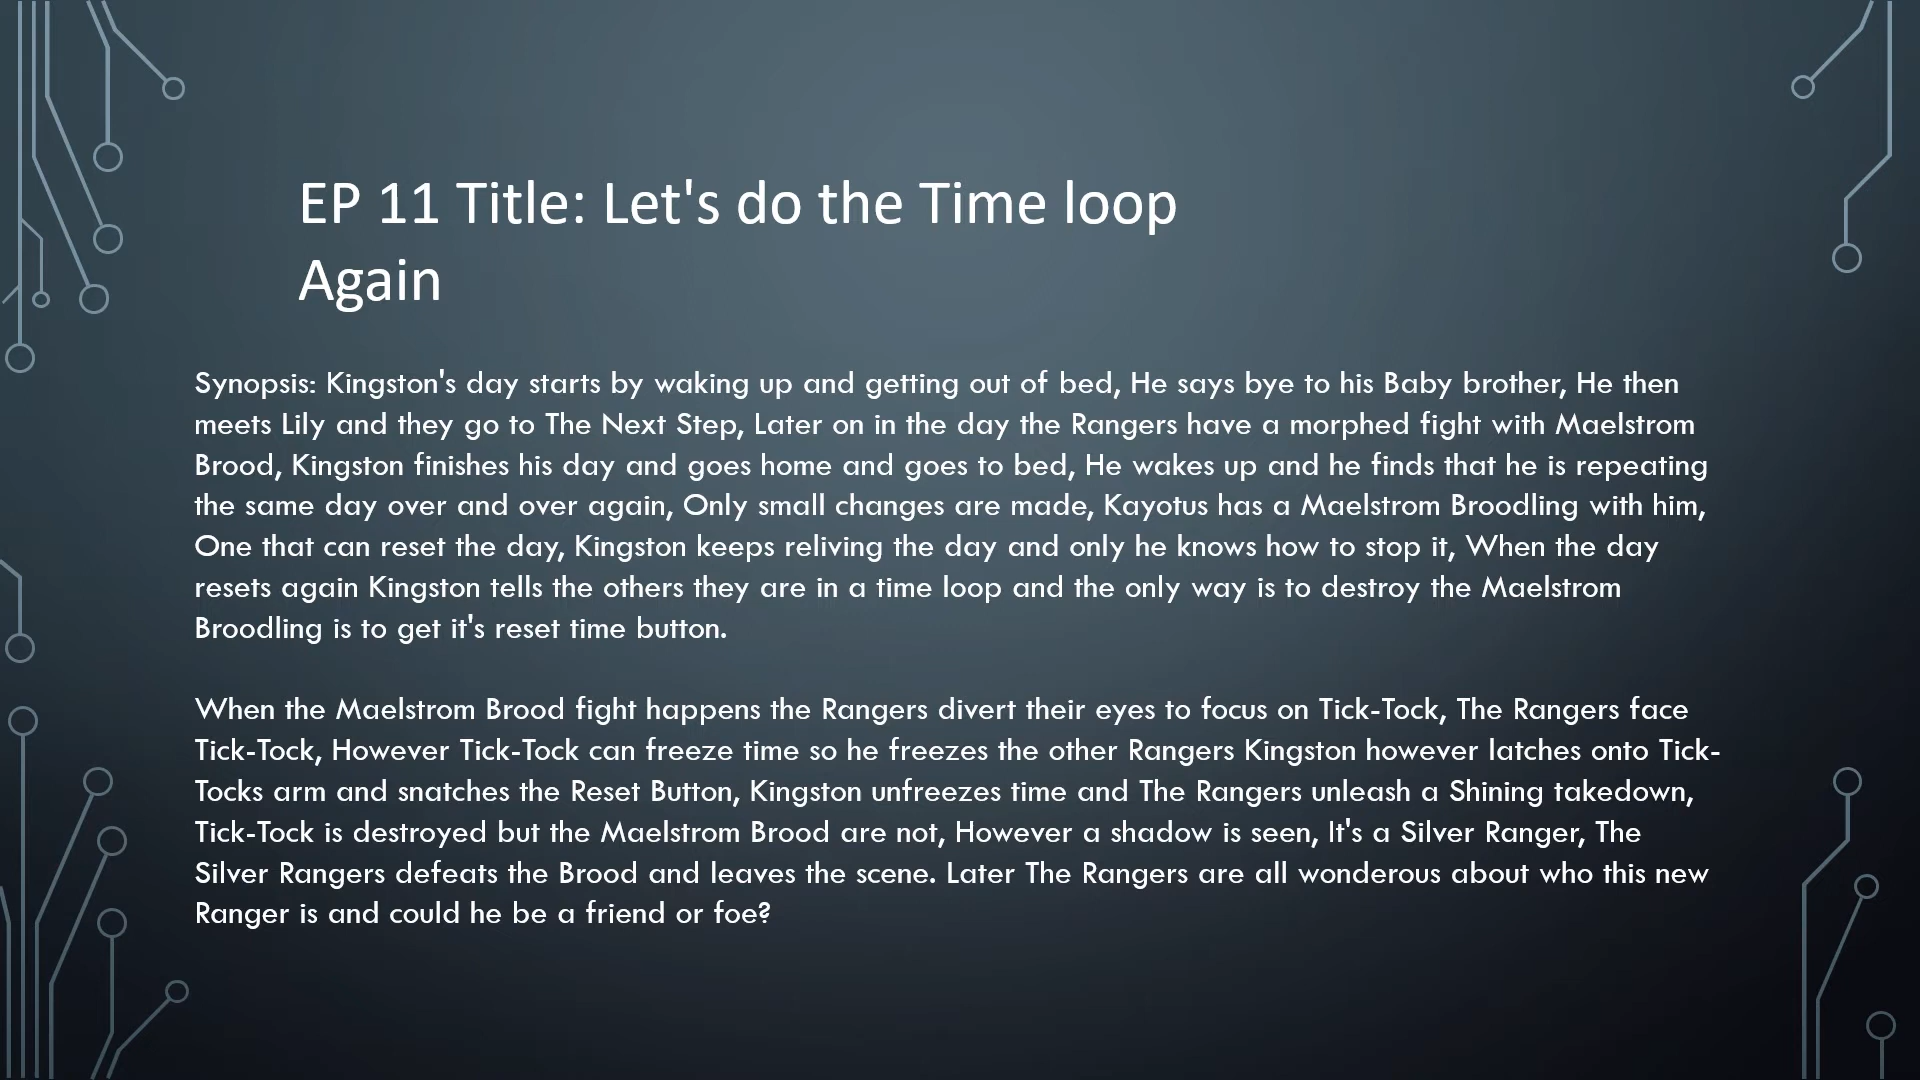 EP 11 Title: Let's do the Time loop
Again
Synopsis: Kingston's day starts by waking up and getting out of bed, He says bye to his Baby brother, He then
meets Lily and they go to The Next Step, Later on in the day the Rangers have a morphed fight with Maelstrom
Brood, Kingston finishes his day and goes home and goes to bed, He wakes up and he finds that he is repeating
the same day over and over again, Only small changes are made, Kayotus has a Maelstrom Broodling with him,
One that can reset the day, Kingston keeps reliving the day and only he knows how to stop it, When the day
resets again Kingston tells the others they are in a time loop and the only way is to destroy the Maelstrom
Broodling is to get it's reset time button.
When the Maelstrom Brood fight happens the Rangers divert their eyes to focus on Tick-Tock, The Rangers face
Tick-Tock, However Tick-Tock can freeze time so he freezes the other Rangers Kingston however latches onto Tick-
Tocks arm and snatches the Reset Button, Kingston unfreezes time and The Rangers unleash a Shining takedown,
Tick-Tock is destroyed but the Maelstrom Brood are not, However a shadow is seen, It's a Silver Ranger, The
Silver Rangers defeats the Brood and leaves the scene. Later The Rangers are all wonderous about who this new
Ranger is and could he be a friend or foe?